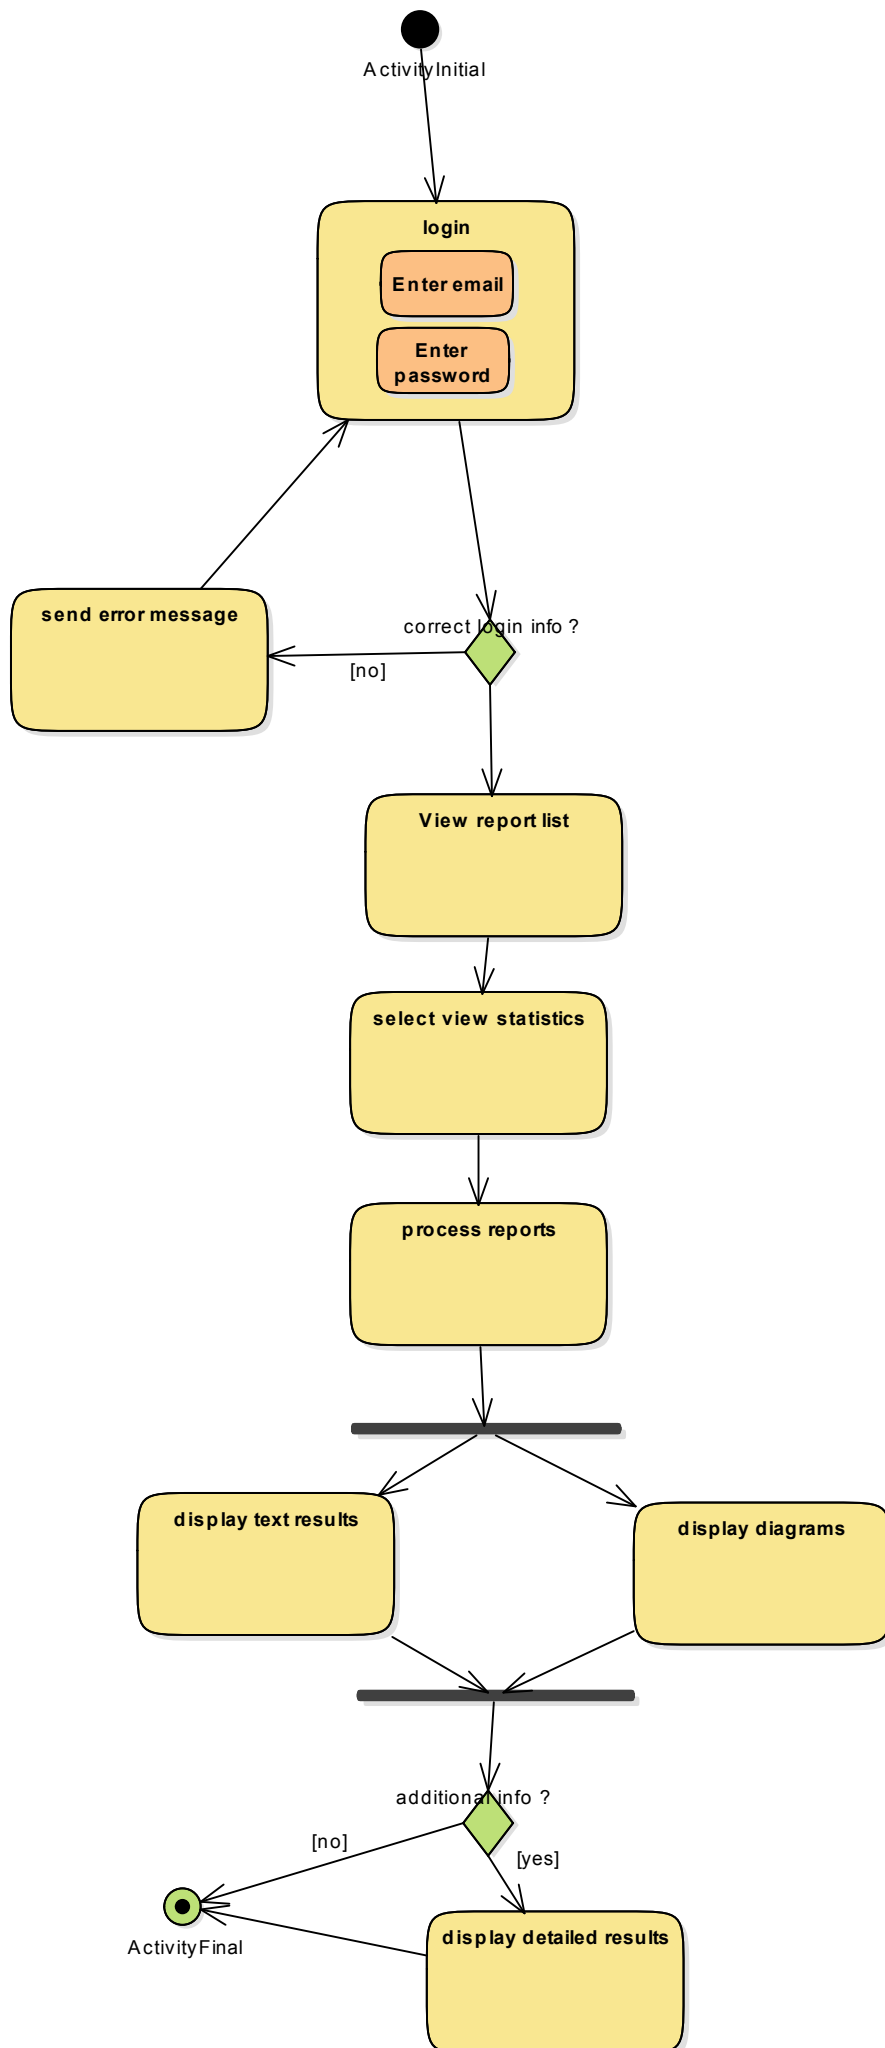 ActivityInitial
login
Enter email
Enter
password
send error message
correct login info ?
[no]
View report list
select view statistics
process reports
display text results
display diagrams
additional info ?
[no]
[yes]
ActivityFinal
display detailed results